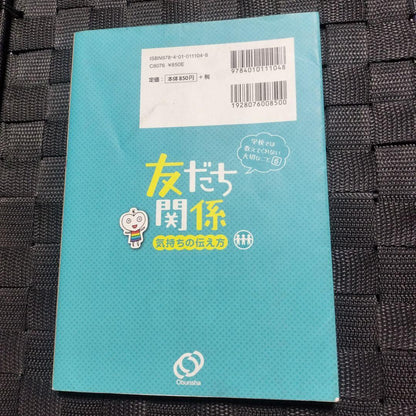 ISBN978-4-01-011104-8
C8076 ¥850E
定価：本体850円＋税
9784010111048
1928076008500
学校では
教えてくれない
大切なこと⑥
友だち
関係
気持ちの伝え方
Obunsha